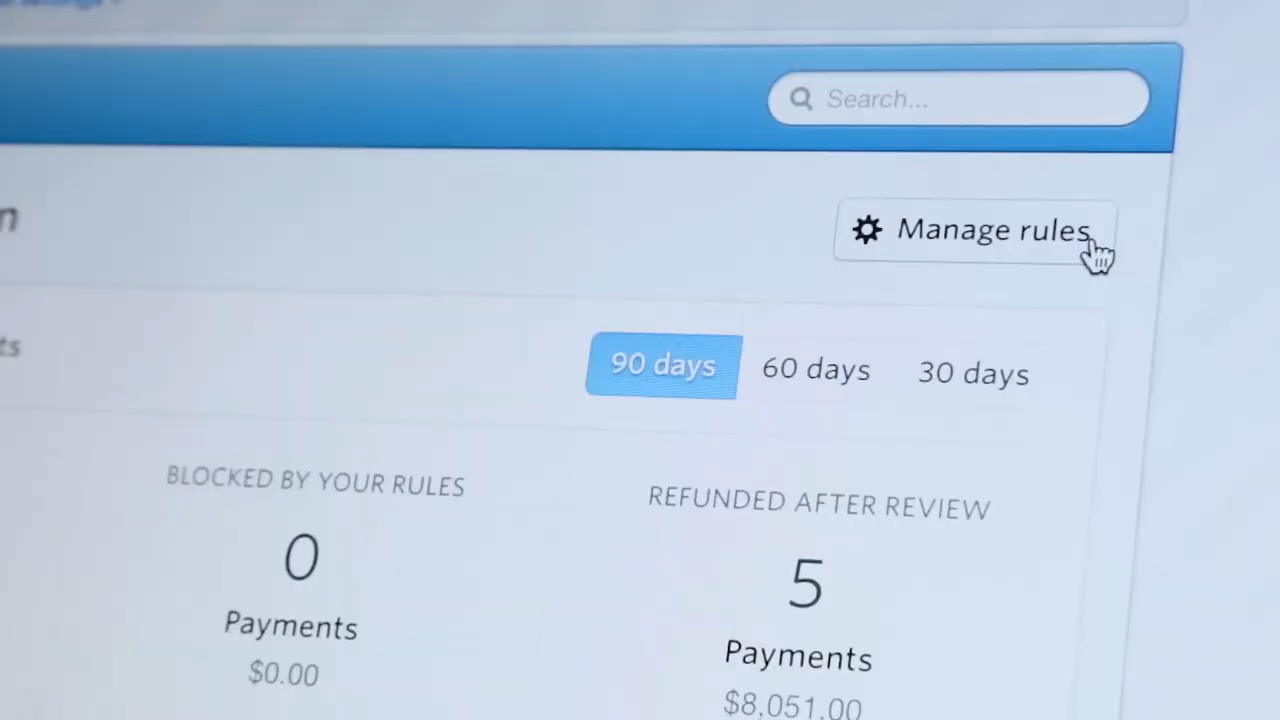 Search...
Manage rules
90 days 60 days 30 days
BLOCKED BY YOUR RULES
0
Payments
$0.00
REFUNDED AFTER REVIEW
5
Payments
$8,051.00